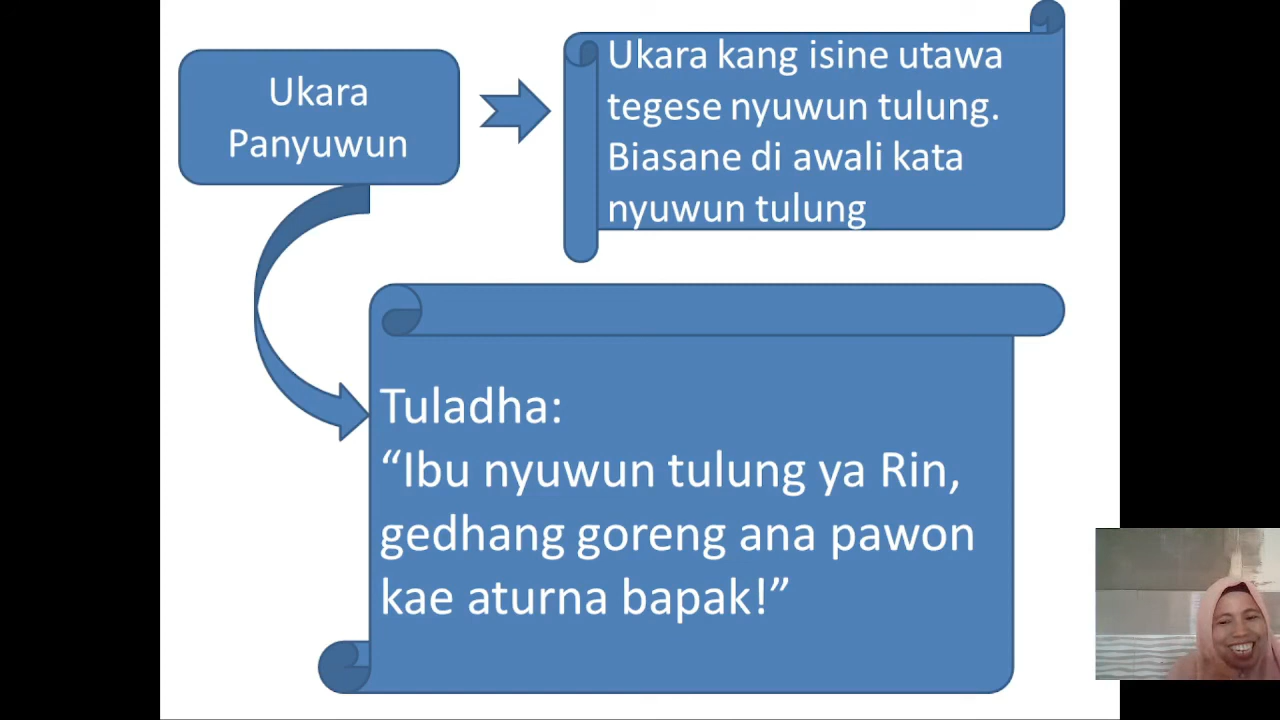 Ukara
Panyuwun
Ukara kang isine utawa
tegese nyuwun tulung.
Biasane di awali kata
nyuwun tulung
Tuladha:
“Ibu nyuwun tulung ya Rin,
gedhang goreng ana pawon
kae aturna bapak!”